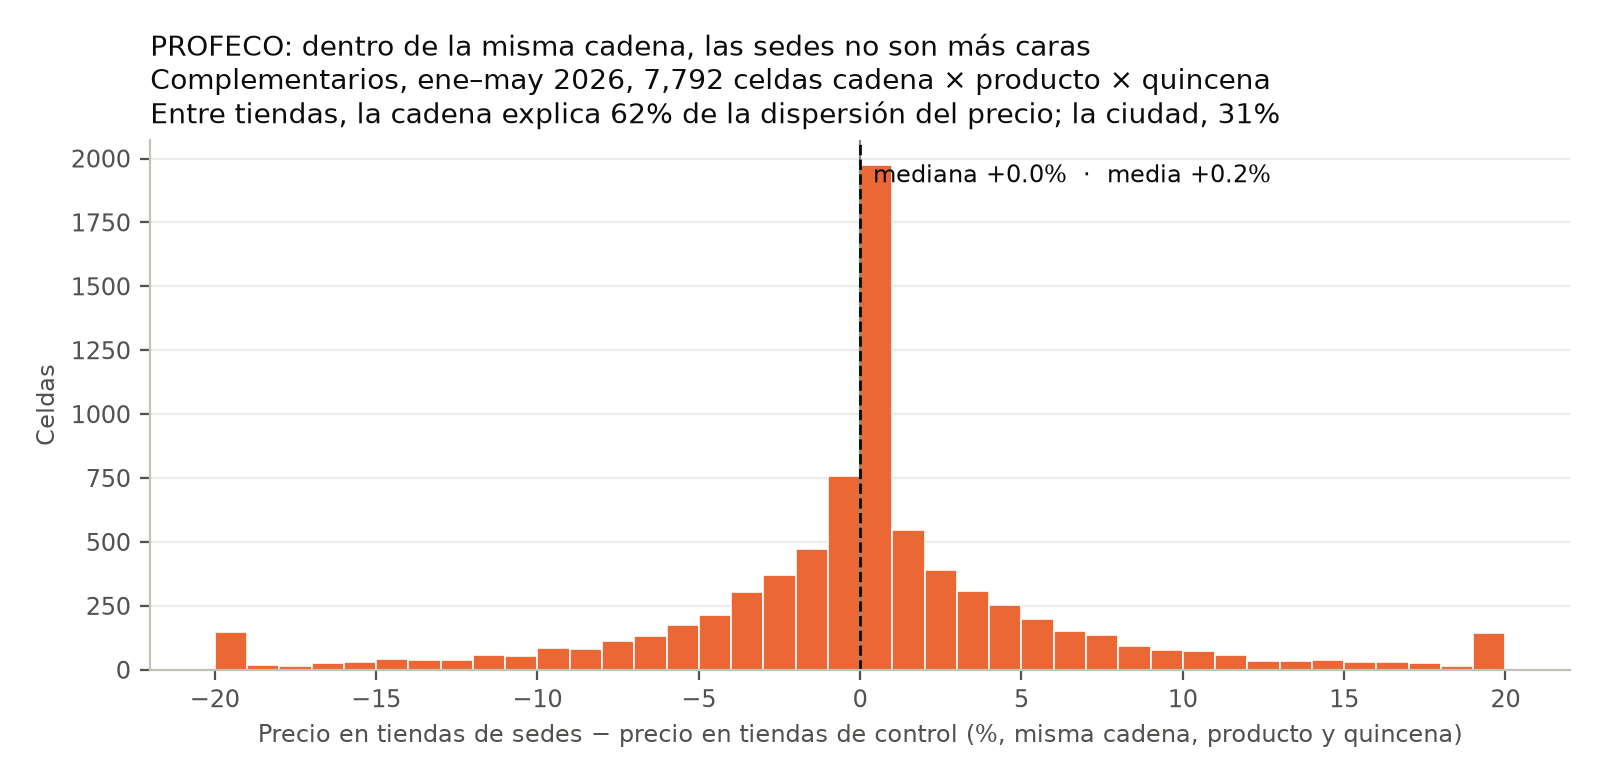 PROFECO: dentro de la misma cadena, las sedes no son más caras
Complementarios, ene–may 2026, 7,792 celdas cadena × producto × quincena
Entre tiendas, la cadena explica 62% de la dispersión del precio; la ciudad, 31%
mediana +0.0% · media +0.2%
2000
1750
1500
1250
1000
750
500
250
0
Celdas
−20 −15 −10 −5 0 5 10 15 20
Precio en tiendas de sedes − precio en tiendas de control (%, misma cadena, producto y quincena)